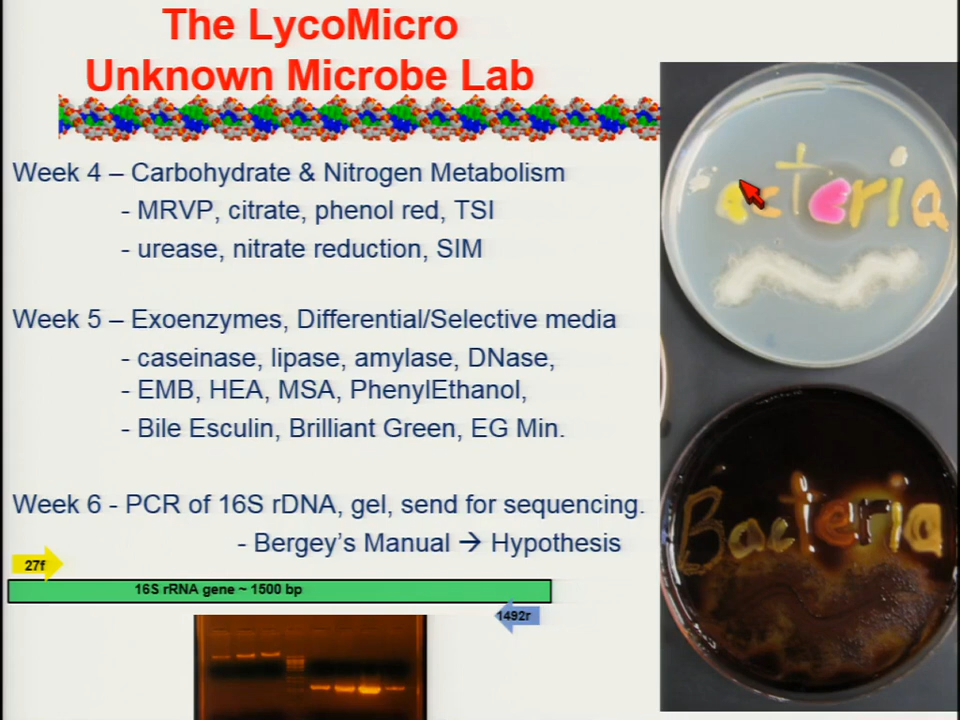 The LycoMicro
Unknown Microbe Lab
Week 4 – Carbohydrate & Nitrogen Metabolism
- MRVP, citrate, phenol red, TSI
- urease, nitrate reduction, SIM
Week 5 – Exoenzymes, Differential/Selective media
- caseinase, lipase, amylase, DNase,
- EMB, HEA, MSA, PhenylEthanol,
- Bile Esculin, Brilliant Green, EG Min.
Week 6 - PCR of 16S rDNA, gel, send for sequencing.
- Bergey's Manual → Hypothesis
27f
16S rRNA gene ~ 1500 bp
1492r
acteria
Bacteria